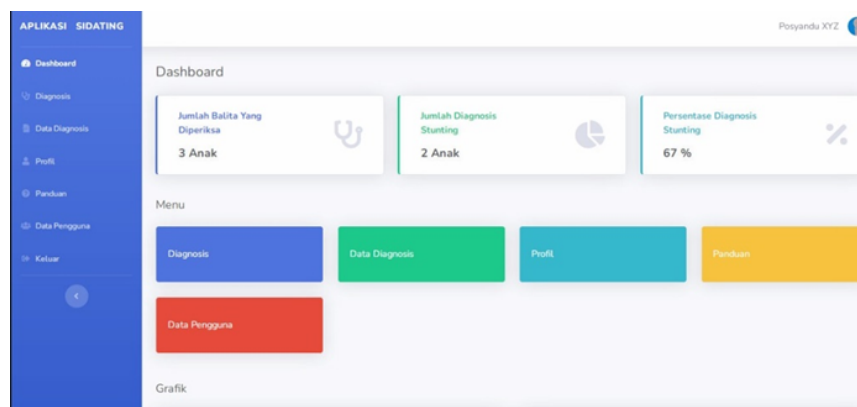 APLIKASI SIDATING
Posyandu XYZ
Dashboard
Diagnosis
Data Diagnosis
Profil
Panduan
Data Pengguna
Keluar
Dashboard
Jumlah Balita Yang
Diperiksa
3 Anak
Jumlah Diagnosis
Stunting
2 Anak
Persentase Diagnosis
Stunting
67 %
Menu
Diagnosis
Data Diagnosis
Profil
Panduan
Data Pengguna
Grafik